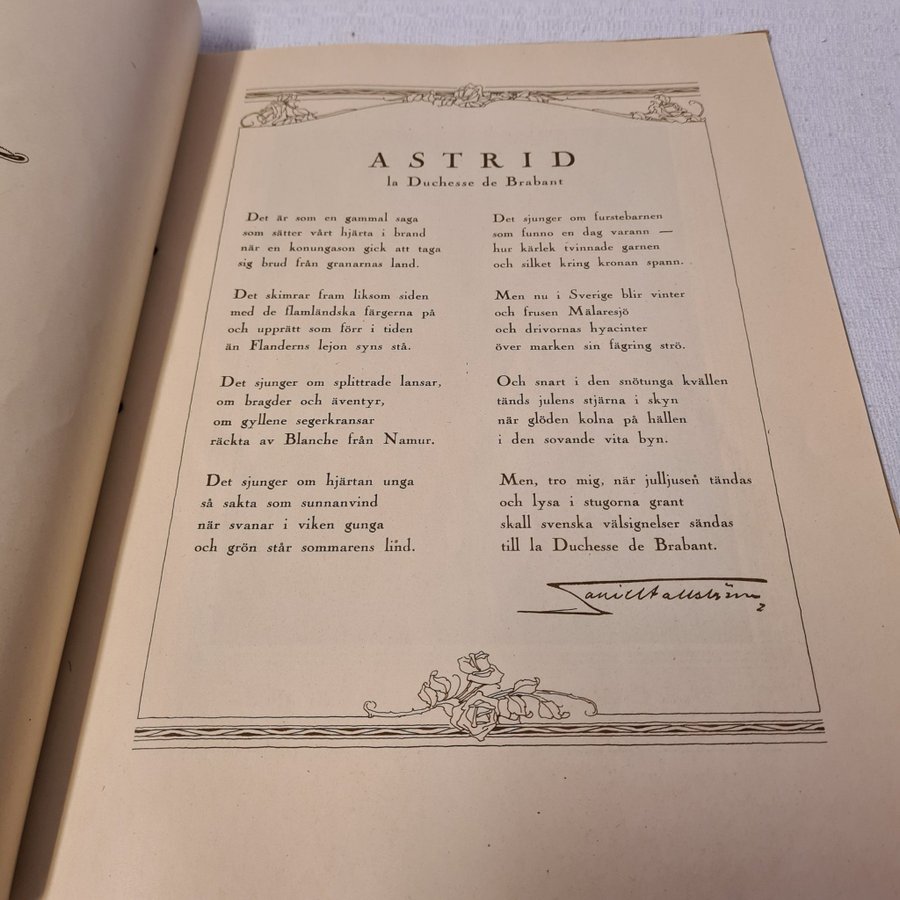 ASTRID
la Duchesse de Brabant
Det är som en gammal saga
som sätter vårt hjärta i brand
när en konungason gick att taga
sig brud från granarnas land.
Det skimrar fram liksom siden
med de flamländska färgerna på
och upprätt som förr i tiden
än Flanderns lejon syns stå.
Det sjunger om splittrade lansar,
om bragder och äventyr,
om gyllene segerkransar
räckta av Blanche från Namur.
Det sjunger om hjärtan unga
så sakta som sunnanvind
när svanar i viken gunga
och grön står sommarens lind.
Det sjunger om furstebarnen
som funno en dag varann —
hur kärlek tvinnade garnen
och silket kring kronan spann.
Men nu i Sverige blir vinter
och frusen Mälaresjö
och drivornas hyacinter
över marken sin fägring strö.
Och snart i den snötunga kvällen
tänds julens stjärna i skyn
när glöden kolna på hällen
i den sovande vita byn.
Men, tro mig, när julljusen tändas
och lysa i stugorna grant
skall svenska välsignelser sändas
till la Duchesse de Brabant.
Daniel Hallström